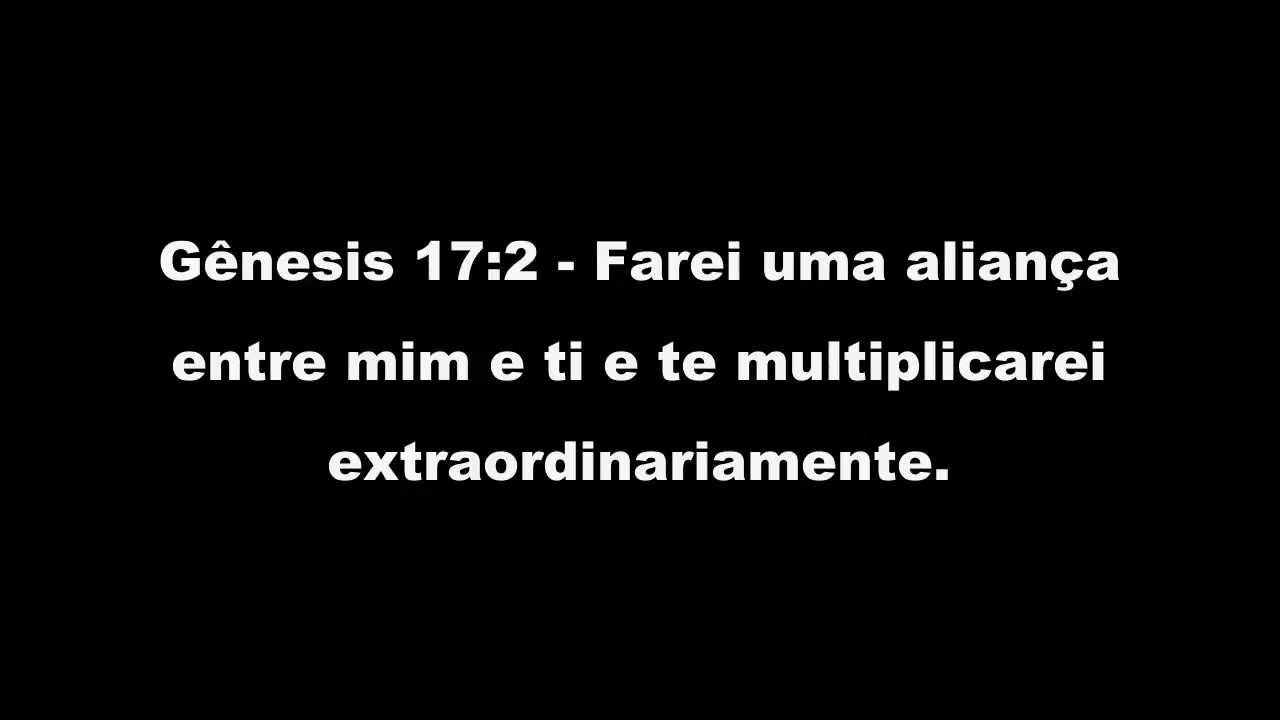 Gênesis 17:2 - Farei uma aliança
entre mim e ti e te multiplicarei
extraordinariamente.